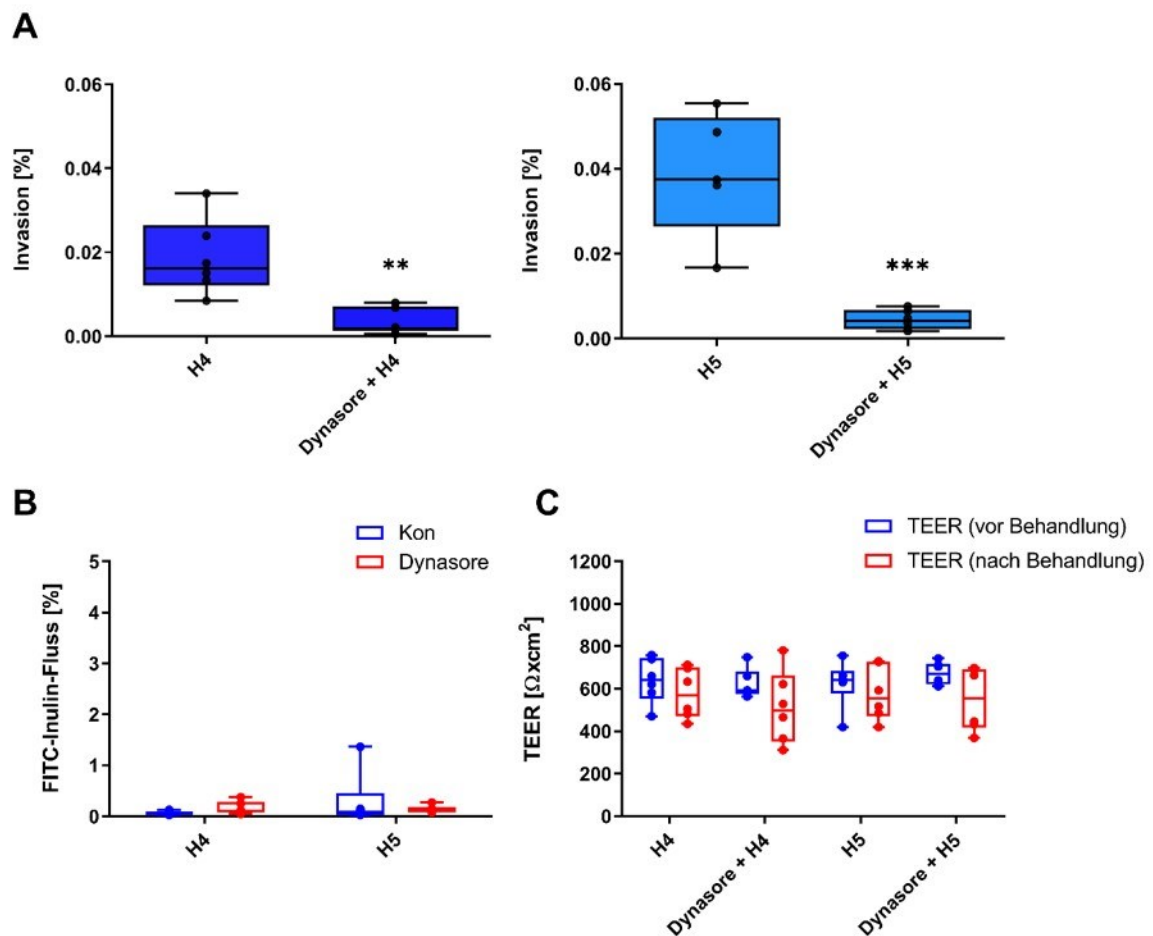 A
Invasion [%]
0.06
0.04
0.02
0.00
**
H4
Dynasore + H4
Invasion [%]
0.06
0.04
0.02
0.00
***
H5
Dynasore + H5
B
Kon
Dynasore
FITC-Inulin-Fluss [%]
5
4
3
2
1
0
H4
H5
C
TEER (vor Behandlung)
TEER (nach Behandlung)
TEER [Ωxcm²]
1200
1000
800
600
400
200
0
H4
Dynasore + H4
H5
Dynasore + H5